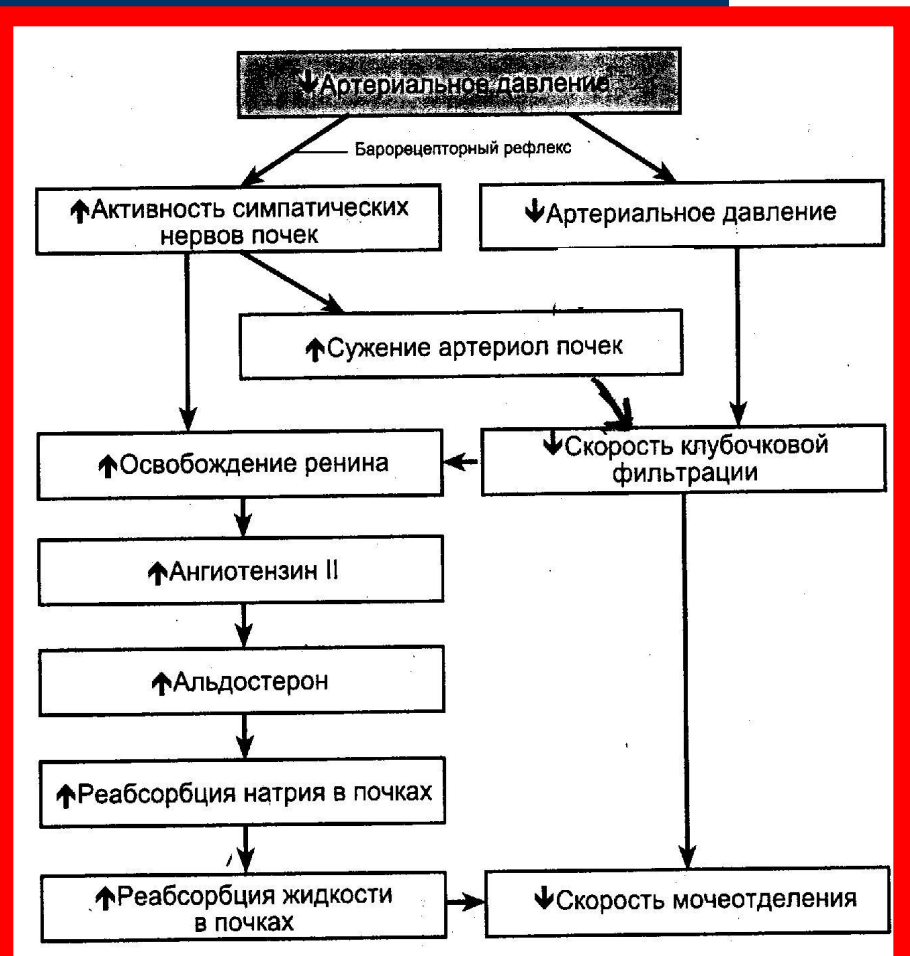 ↓Артериальное давление
Барорецепторный рефлекс
↑Активность симпатических
нервов почек
↓Артериальное давление
↑Сужение артериол почек
↑Освобождение ренина
↓Скорость клубочковой
фильтрации
↑Ангиотензин II
↑Альдостерон
↑Реабсорбция натрия в почках
↑Реабсорбция жидкости
в почках
↓Скорость мочеотделения